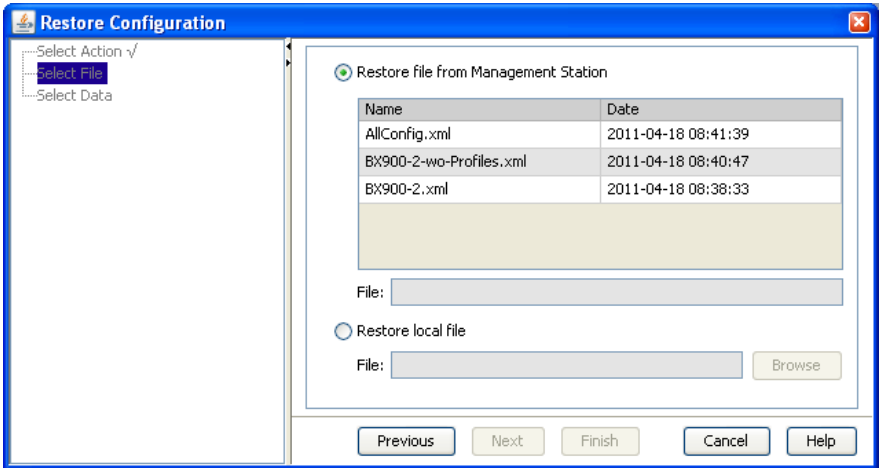 Restore Configuration
Select Action √
Select File
Select Data
Restore file from Management Station
Name Date
AllConfig.xml 2011-04-18 08:41:39
BX900-2-wo-Profiles.xml 2011-04-18 08:40:47
BX900-2.xml 2011-04-18 08:38:33
File:
Restore local file
File: Browse
Previous Next Finish Cancel Help